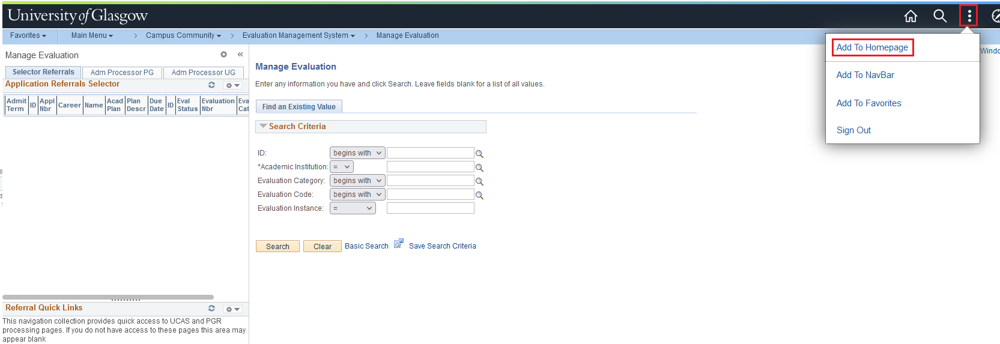 University of Glasgow
Favorites Main Menu > Campus Community > Evaluation Management System > Manage Evaluation
Add To Homepage
Add To NavBar
Add To Favorites
Sign Out
Manage Evaluation «
Selector Referrals Adm Processor PG Adm Processor UG
Application Referrals Selector
Admit Term ID Appl Nbr Career Name Acad Plan Plan Descr Due Date ID Eval Status Evaluation Nbr Eva Cat
Referral Quick Links
This navigation collection provides quick access to UCAS and PGR
processing pages. If you do not have access to these pages this area may
appear blank
Manage Evaluation
Enter any information you have and click Search. Leave fields blank for a list of all values.
Find an Existing Value
Search Criteria
ID: begins with
*Academic Institution: =
Evaluation Category: begins with
Evaluation Code: begins with
Evaluation Instance: =
Search Clear Basic Search Save Search Criteria